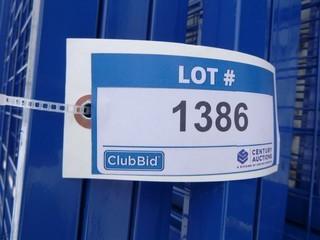 LOT #
1386
ClubBid
CENTURY
AUCTIONS